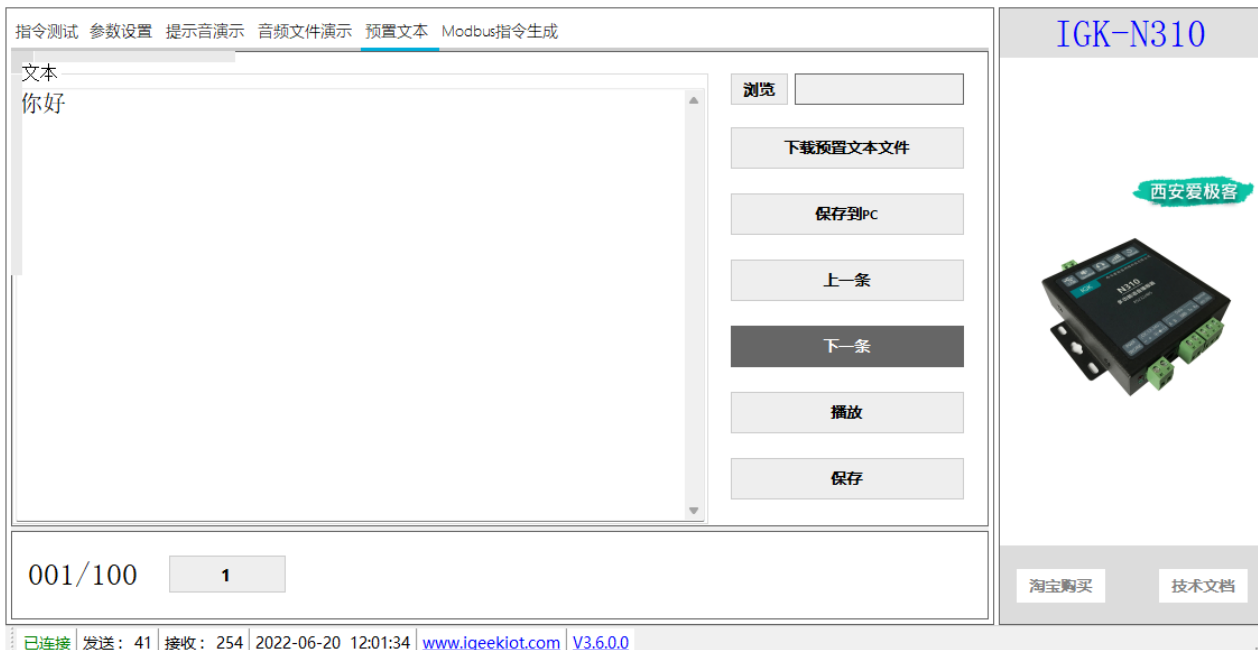 指令测试 参数设置 提示音演示 音频文件演示 预置文本 Modbus指令生成
文本
你好
浏览
下载预置文本文件
保存到PC
上一条
下一条
播放
保存
001/100 1
IGK-N310
西安爱极客
IGK
N310
淘宝购买 技术文档
已连接 发送: 41 接收: 254 2022-06-20 12:01:34 www.igeekiot.com V3.6.0.0